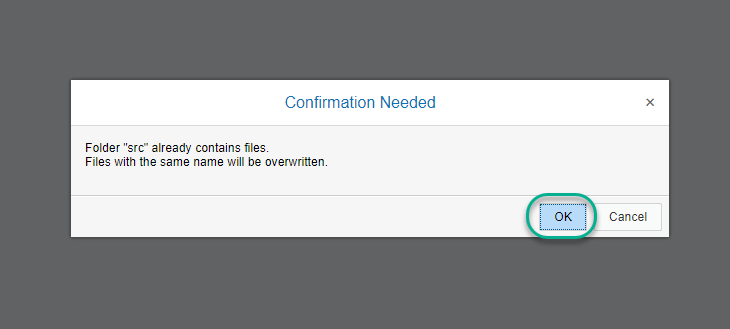 Confirmation Needed
×
Folder "src" already contains files.
Files with the same name will be overwritten.
OK Cancel